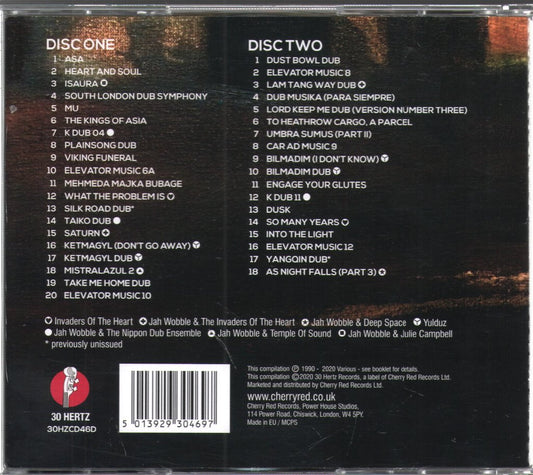 DISC ONE
1 ASA
2 HEART AND SOUL
3 ISAURA
4 SOUTH LONDON DUB SYMPHONY
5 MU
6 THE KINGS OF ASIA
7 K DUB 04
8 PLAINSONG DUB
9 VIKING FUNERAL
10 ELEVATOR MUSIC 6A
11 MEHMEDA MAJKA BUBAGE
12 WHAT THE PROBLEM IS
13 SILK ROAD DUB*
14 TAIKO DUB
15 SATURN
16 KETMAGYL (DON'T GO AWAY)
17 KETMAGYL DUB
18 MISTRALAZUL 2
19 TAKE ME HOME DUB
20 ELEVATOR MUSIC 10
DISC TWO
1 DUST BOWL DUB
2 ELEVATOR MUSIC 8
3 LAM TANG WAY DUB
4 DUB MUSIKA (PARA SIEMPRE)
5 LORD KEEP ME DUB (VERSION NUMBER THREE)
6 TO HEATHROW CARGO, A PARCEL
7 UMBRA SUMUS (PART II)
8 CAR AD MUSIC 9
9 BILMADIM (I DON'T KNOW)
10 BILMADIM DUB
11 ENGAGE YOUR GLUTES
12 K DUB 11
13 DUSK
14 SO MANY YEARS
15 INTO THE LIGHT
16 ELEVATOR MUSIC 12
17 YANGQIN DUB*
18 AS NIGHT FALLS (PART 3)
Invaders Of The Heart Jah Wobble & The Invaders Of The Heart Jah Wobble & Deep Space Yulduz
Jah Wobble & The Nippon Dub Ensemble Jah Wobble & Temple Of Sound Jah Wobble & Julie Campbell
* previously unissued
30 HERTZ
30HZCD46D
5 013929 304697
This compilation ℗ 1990 - 2020 Various - see booklet for details.
This compilation ©2020 30 Hertz Records, a label of Cherry Red Records Ltd.
Marketed and distributed by Cherry Red Records Ltd.
www.cherryred.co.uk
Cherry Red Records, Power House Studios,
114 Power Road, Chiswick, London, W4 5PY.
Made in EU / MCPS